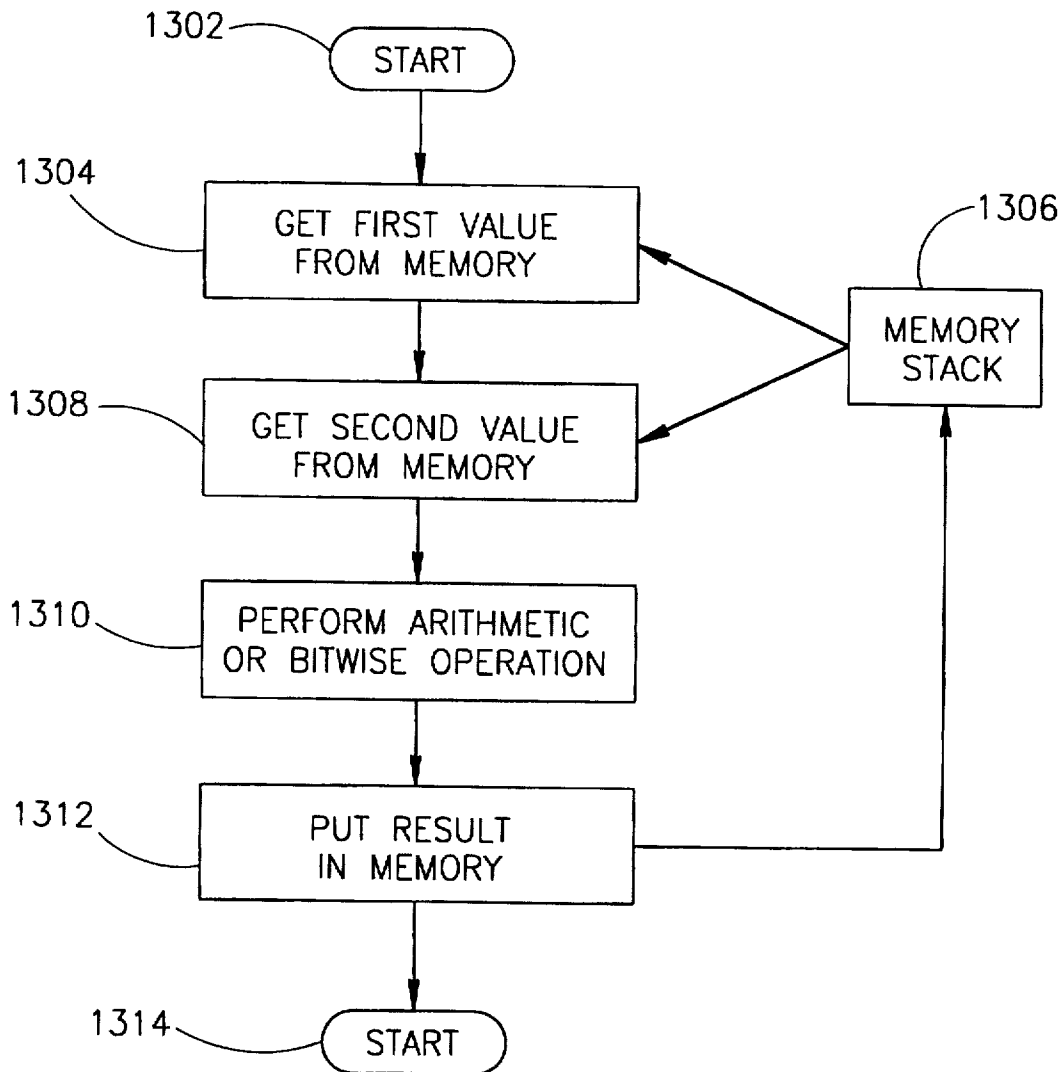 1302
START
1304
GET FIRST VALUE
FROM MEMORY
1306
MEMORY
STACK
1308
GET SECOND VALUE
FROM MEMORY
1310
PERFORM ARITHMETIC
OR BITWISE OPERATION
1312
PUT RESULT
IN MEMORY
1314
START